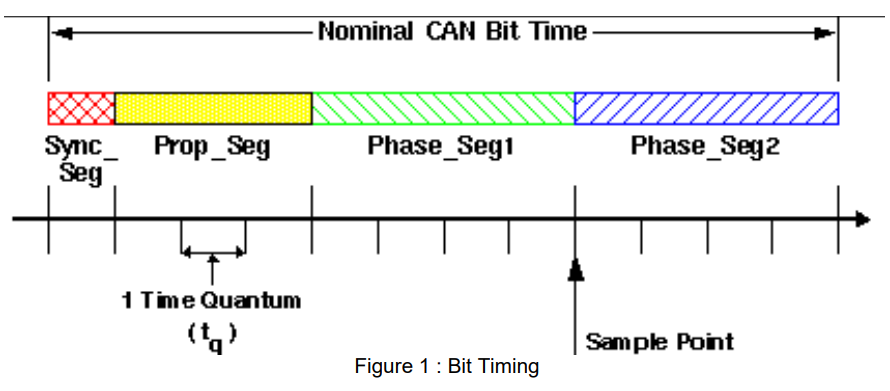 Nominal CAN Bit Time
Sync_ Prop_Seg Phase_Seg1 Phase_Seg2
Seg
1 Time Quantum
(tq)
Sample Point
Figure 1 : Bit Timing